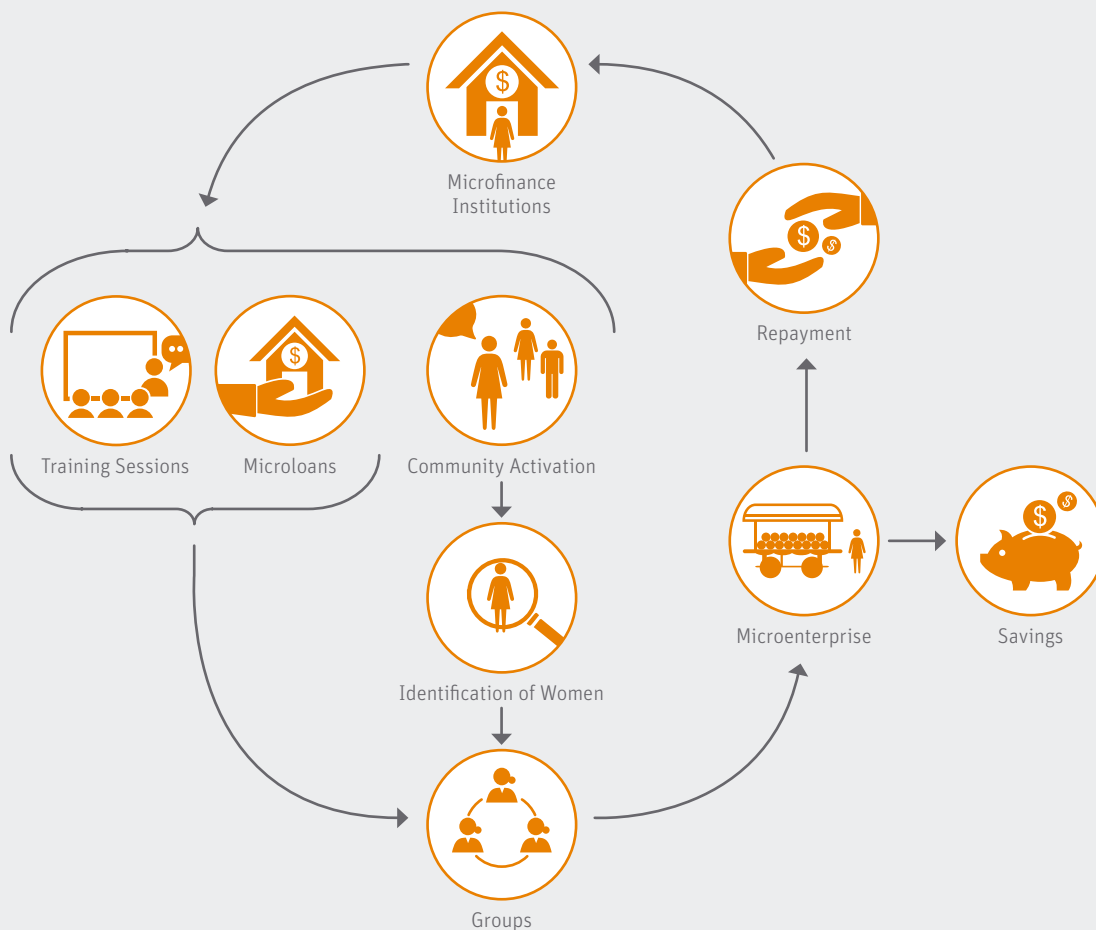 $
Microfinance
Institutions
$
$
Repayment
$
Training Sessions
Microloans
Community Activation
$
$
Microenterprise
Savings
Identification of Women
Groups